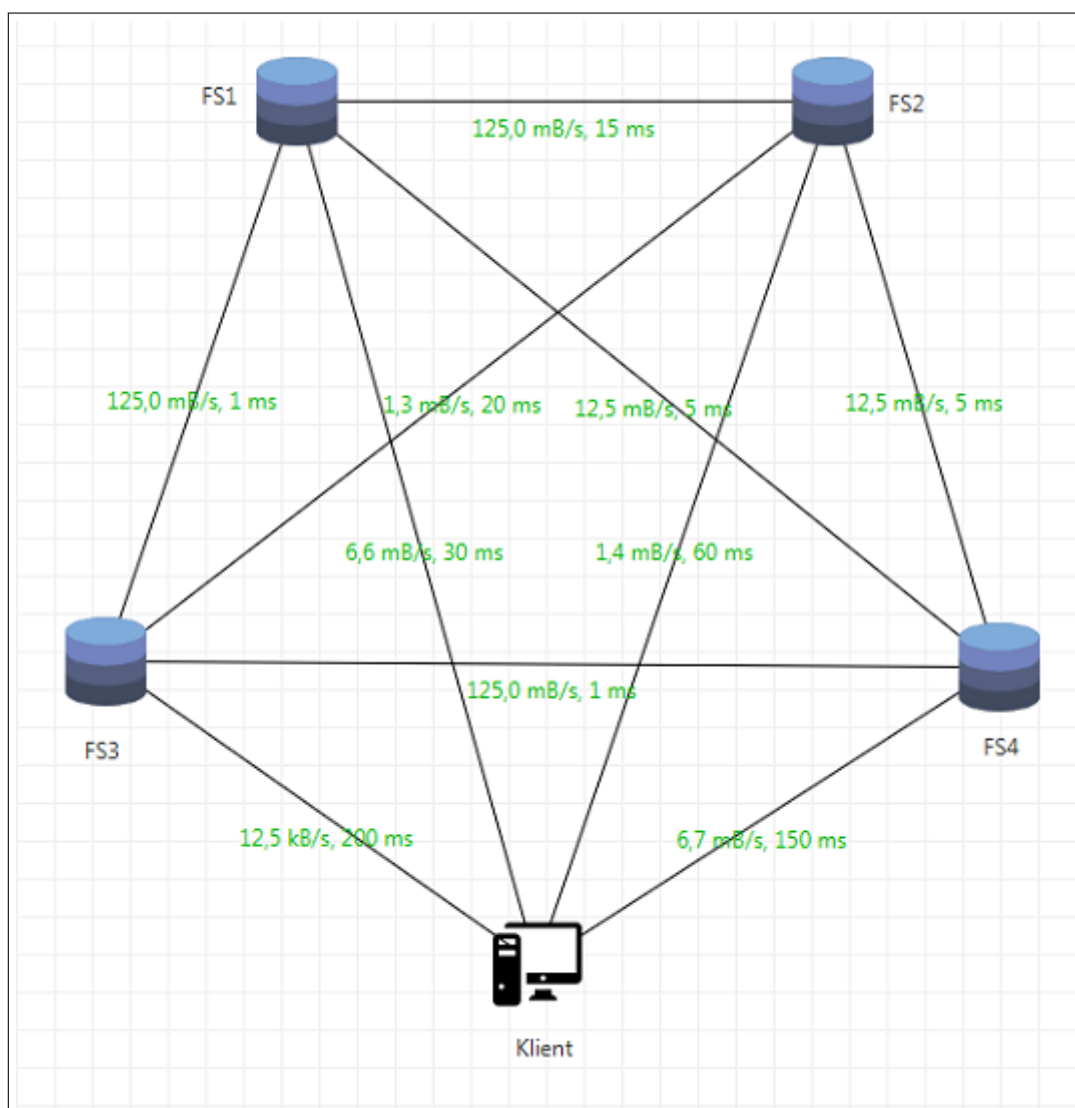 FS1
FS2
125,0 mB/s, 15 ms
125,0 mB/s, 1 ms
1,3 mB/s, 20 ms
12,5 mB/s, 5 ms
12,5 mB/s, 5 ms
6,6 mB/s, 30 ms
1,4 mB/s, 60 ms
125,0 mB/s, 1 ms
FS3
FS4
12,5 kB/s, 200 ms
6,7 mB/s, 150 ms
Klient